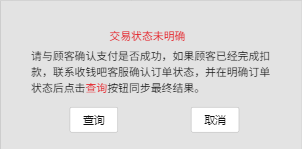 交易状态未明确
请与顾客确认支付是否成功，如果顾客已经完成扣
款，联系收钱吧客服确认订单状态，并在明确订单
状态后点击查询按钮同步最终结果。
查询 取消